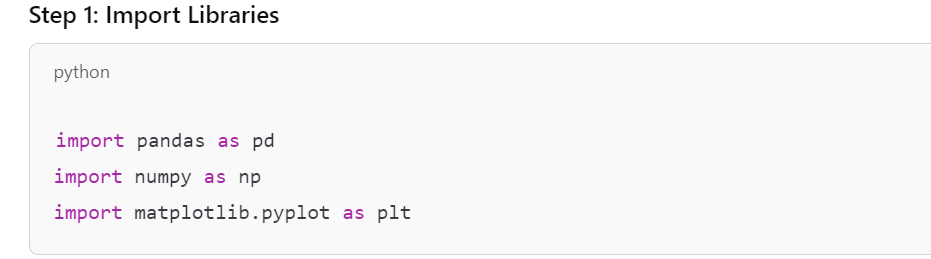 Step 1: Import Libraries
python
import pandas as pd
import numpy as np
import matplotlib.pyplot as plt